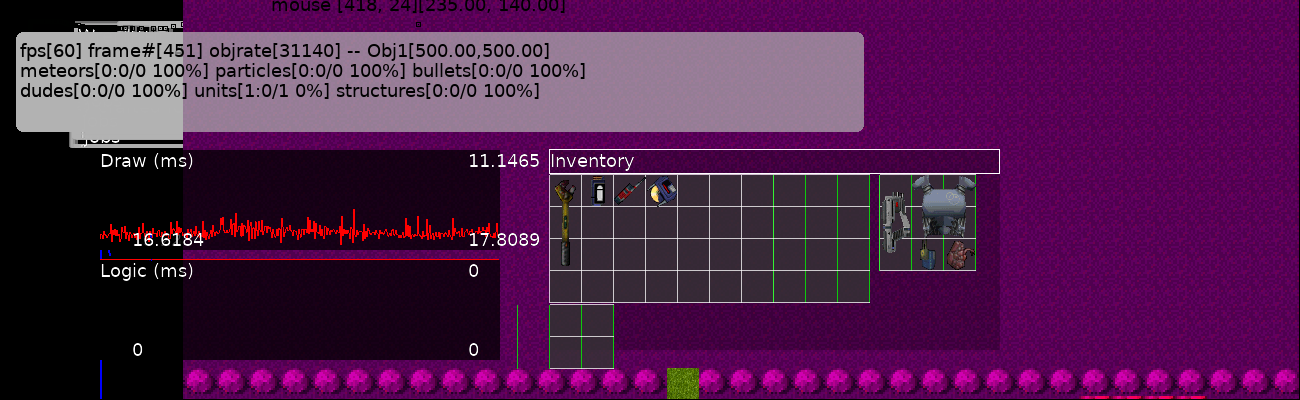 mouse [418, 24][235.00, 140.00]
fps[60] frame#[451] objrate[31140] -- Obj1[500.00,500.00]
meteors[0:0/0 100%] particles[0:0/0 100%] bullets[0:0/0 100%]
dudes[0:0/0 100%] units[1:0/1 0%] structures[0:0/0 100%]
jobs
Draw (ms) 11.1465
16.6184 17.8089
Logic (ms) 0
0 0
Inventory